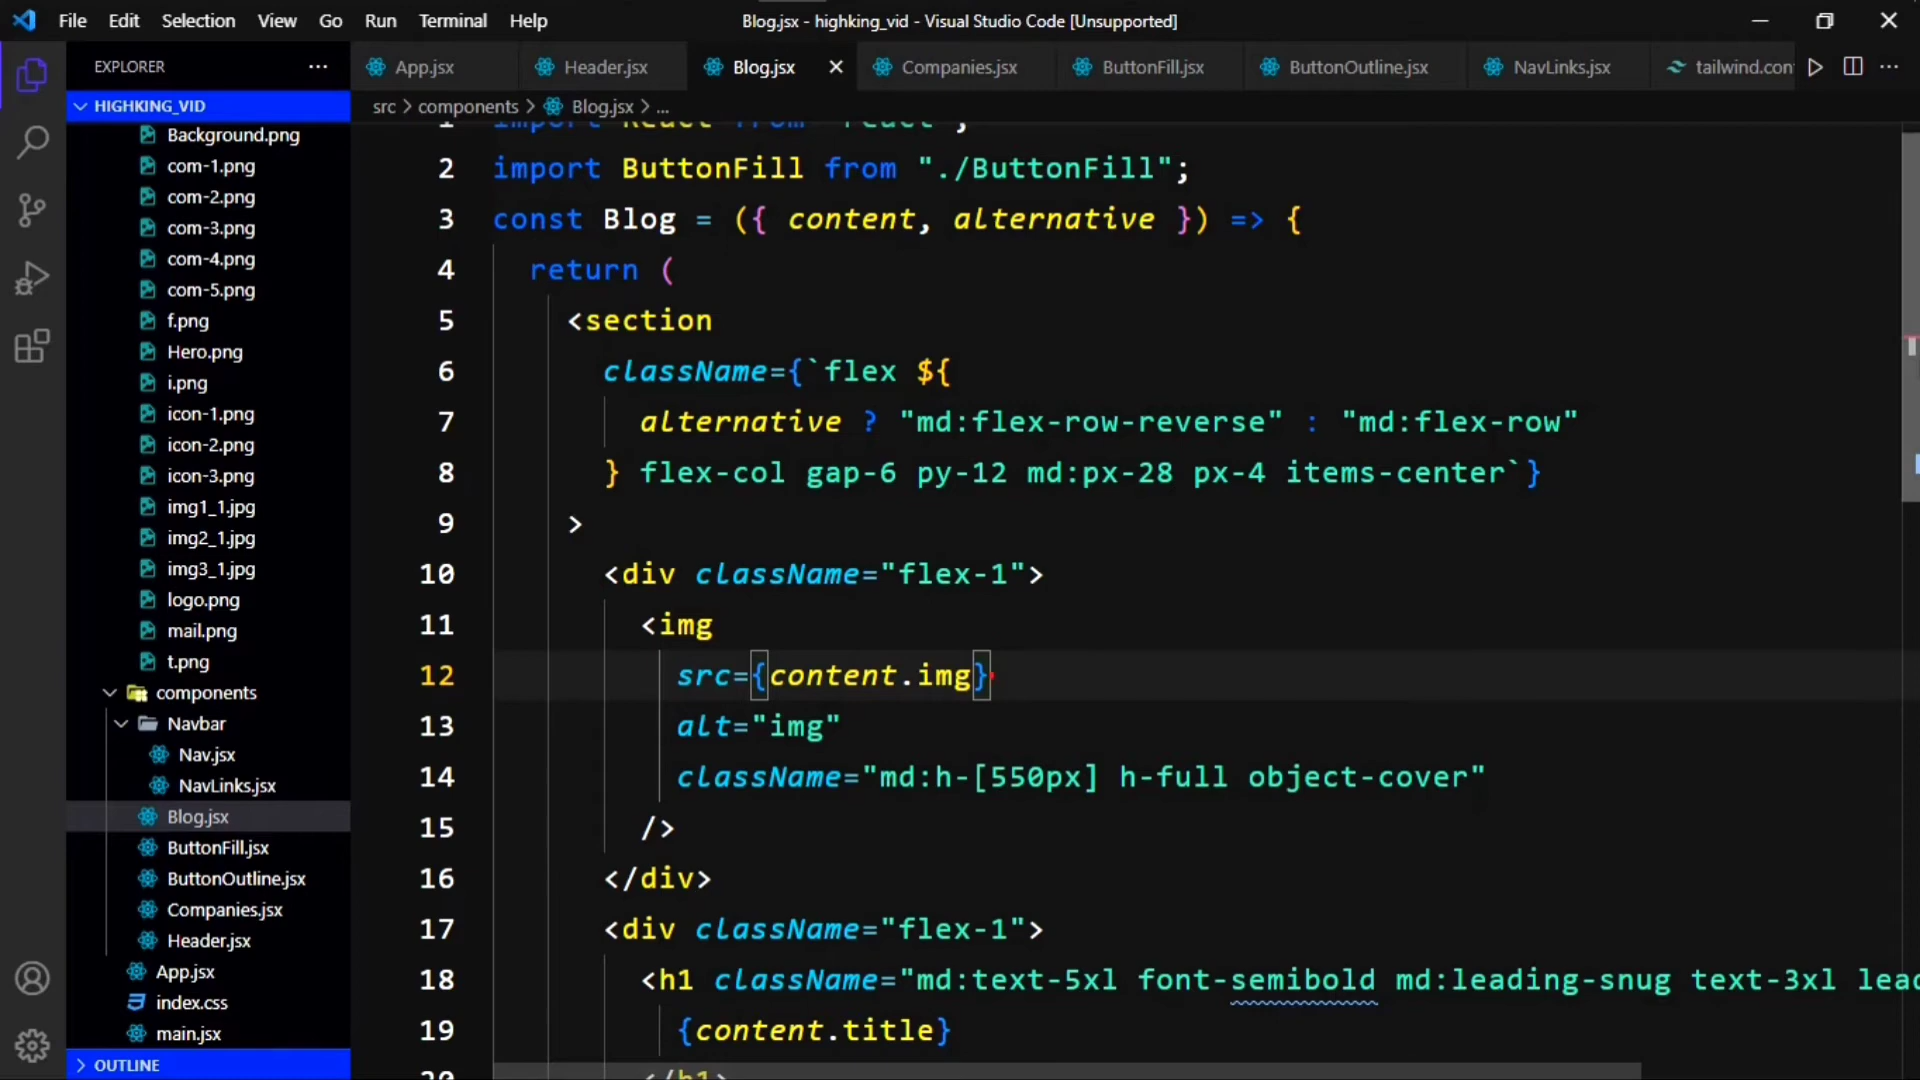 File Edit Selection View Go Run Terminal Help
Blog.jsx - highking_vid - Visual Studio Code [Unsupported]
EXPLORER
HIGHKING_VID
Background.png
com-1.png
com-2.png
com-3.png
com-4.png
com-5.png
f.png
Hero.png
i.png
icon-1.png
icon-2.png
icon-3.png
img1_1.jpg
img2_1.jpg
img3_1.jpg
logo.png
mail.png
t.png
components
Navbar
Nav.jsx
NavLinks.jsx
Blog.jsx
ButtonFill.jsx
ButtonOutline.jsx
Companies.jsx
Header.jsx
App.jsx
index.css
main.jsx
OUTLINE
App.jsx Header.jsx Blog.jsx Companies.jsx ButtonFill.jsx ButtonOutline.jsx NavLinks.jsx tailwind.con
src > components > Blog.jsx > ...
1 import React from "react";
2 import ButtonFill from "./ButtonFill";
3 const Blog = ({ content, alternative }) => {
4 return (
5 <section
6 className={`flex ${
7 alternative ? "md:flex-row-reverse" : "md:flex-row"
8 } flex-col gap-6 py-12 md:px-28 px-4 items-center`}
9 >
10 <div className="flex-1">
11 <img
12 src={content.img}
13 alt="img"
14 className="md:h-[550px] h-full object-cover"
15 />
16 </div>
17 <div className="flex-1">
18 <h1 className="md:text-5xl font-semibold md:leading-snug text-3xl lead
19 {content.title}
20 </h1>